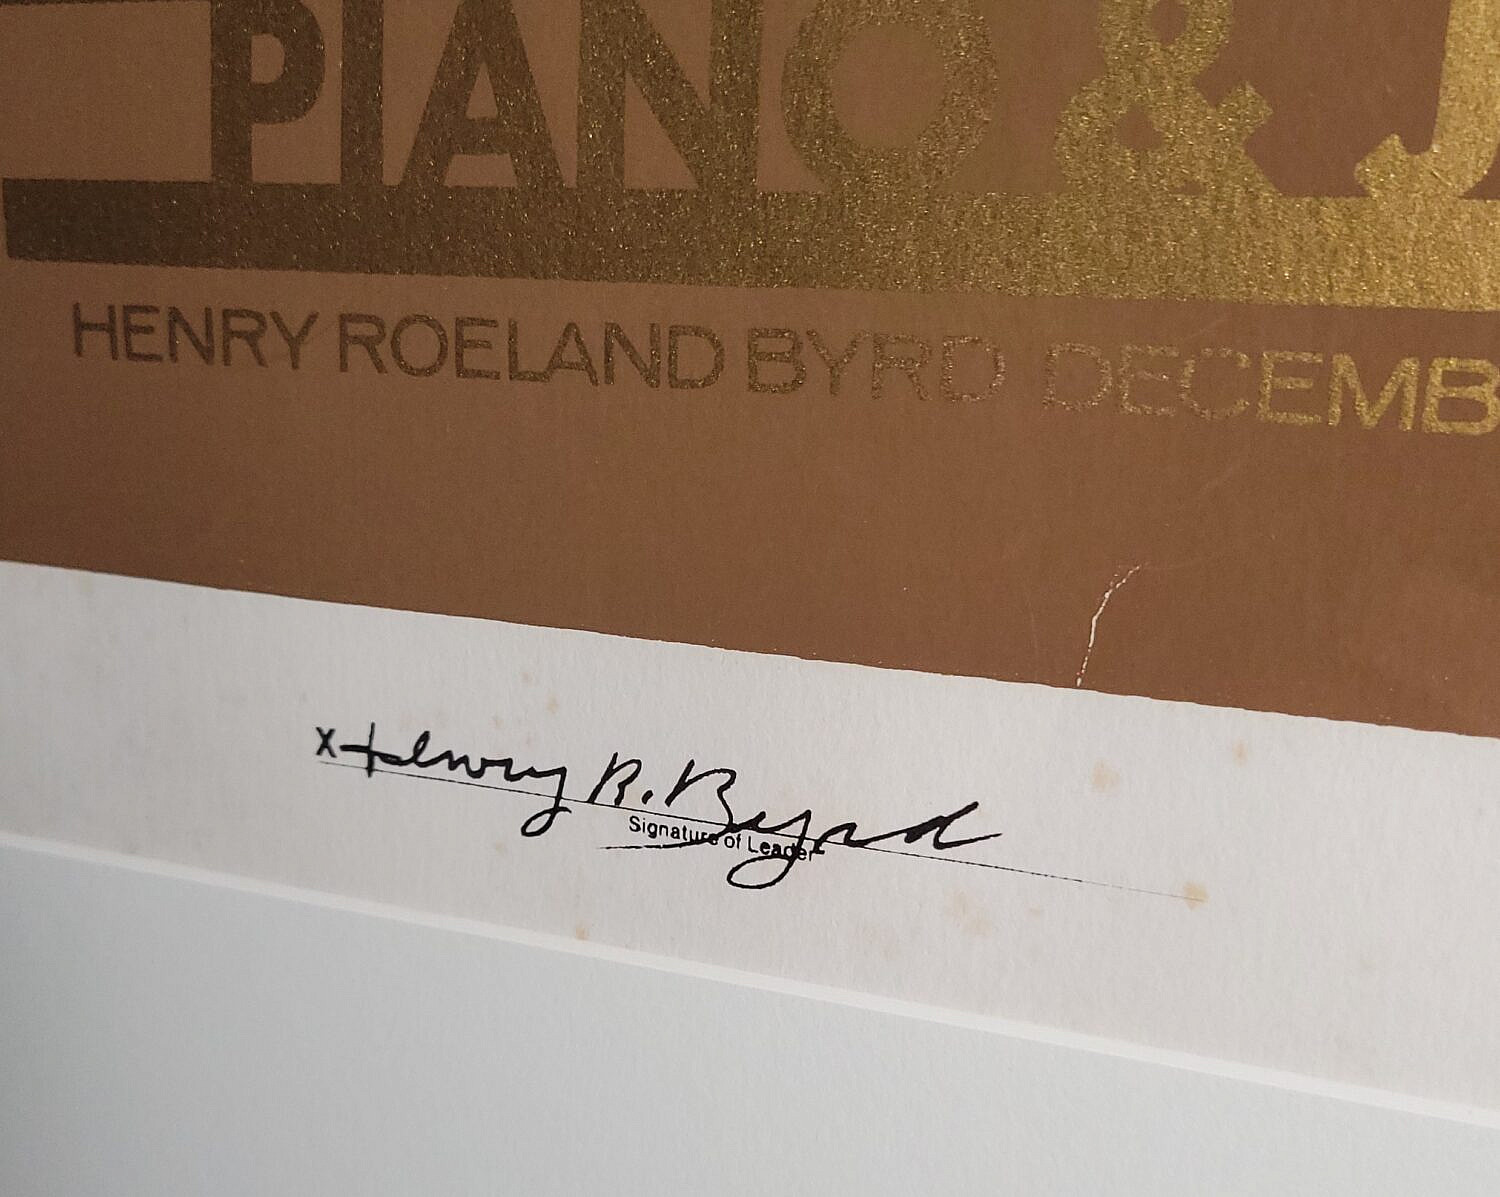 PIANO & J
HENRY ROELAND BYRD DECEMB
x Henry R. Byrd
Signature of Leader